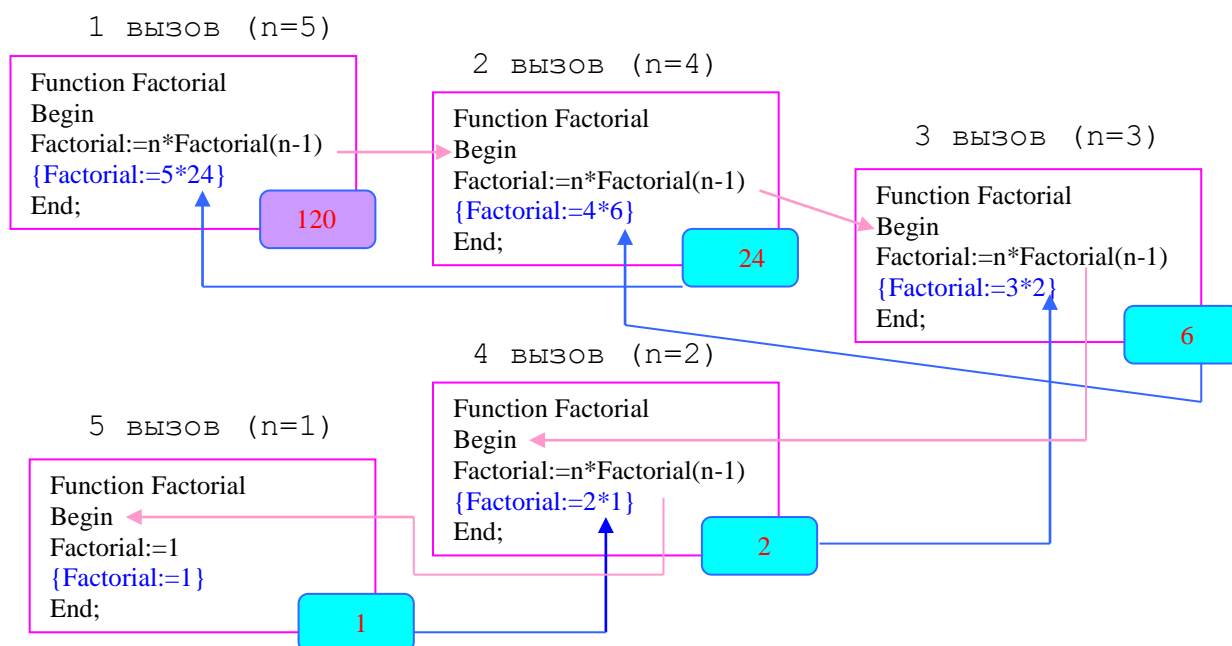 1 вызов (n=5)
Function Factorial
Begin
Factorial:=n*Factorial(n-1)
{Factorial:=5*24}
End;
120
2 вызов (n=4)
Function Factorial
Begin
Factorial:=n*Factorial(n-1)
{Factorial:=4*6}
End;
24
3 вызов (n=3)
Function Factorial
Begin
Factorial:=n*Factorial(n-1)
{Factorial:=3*2}
End;
6
4 вызов (n=2)
Function Factorial
Begin
Factorial:=n*Factorial(n-1)
{Factorial:=2*1}
End;
2
5 вызов (n=1)
Function Factorial
Begin
Factorial:=1
{Factorial:=1}
End;
1